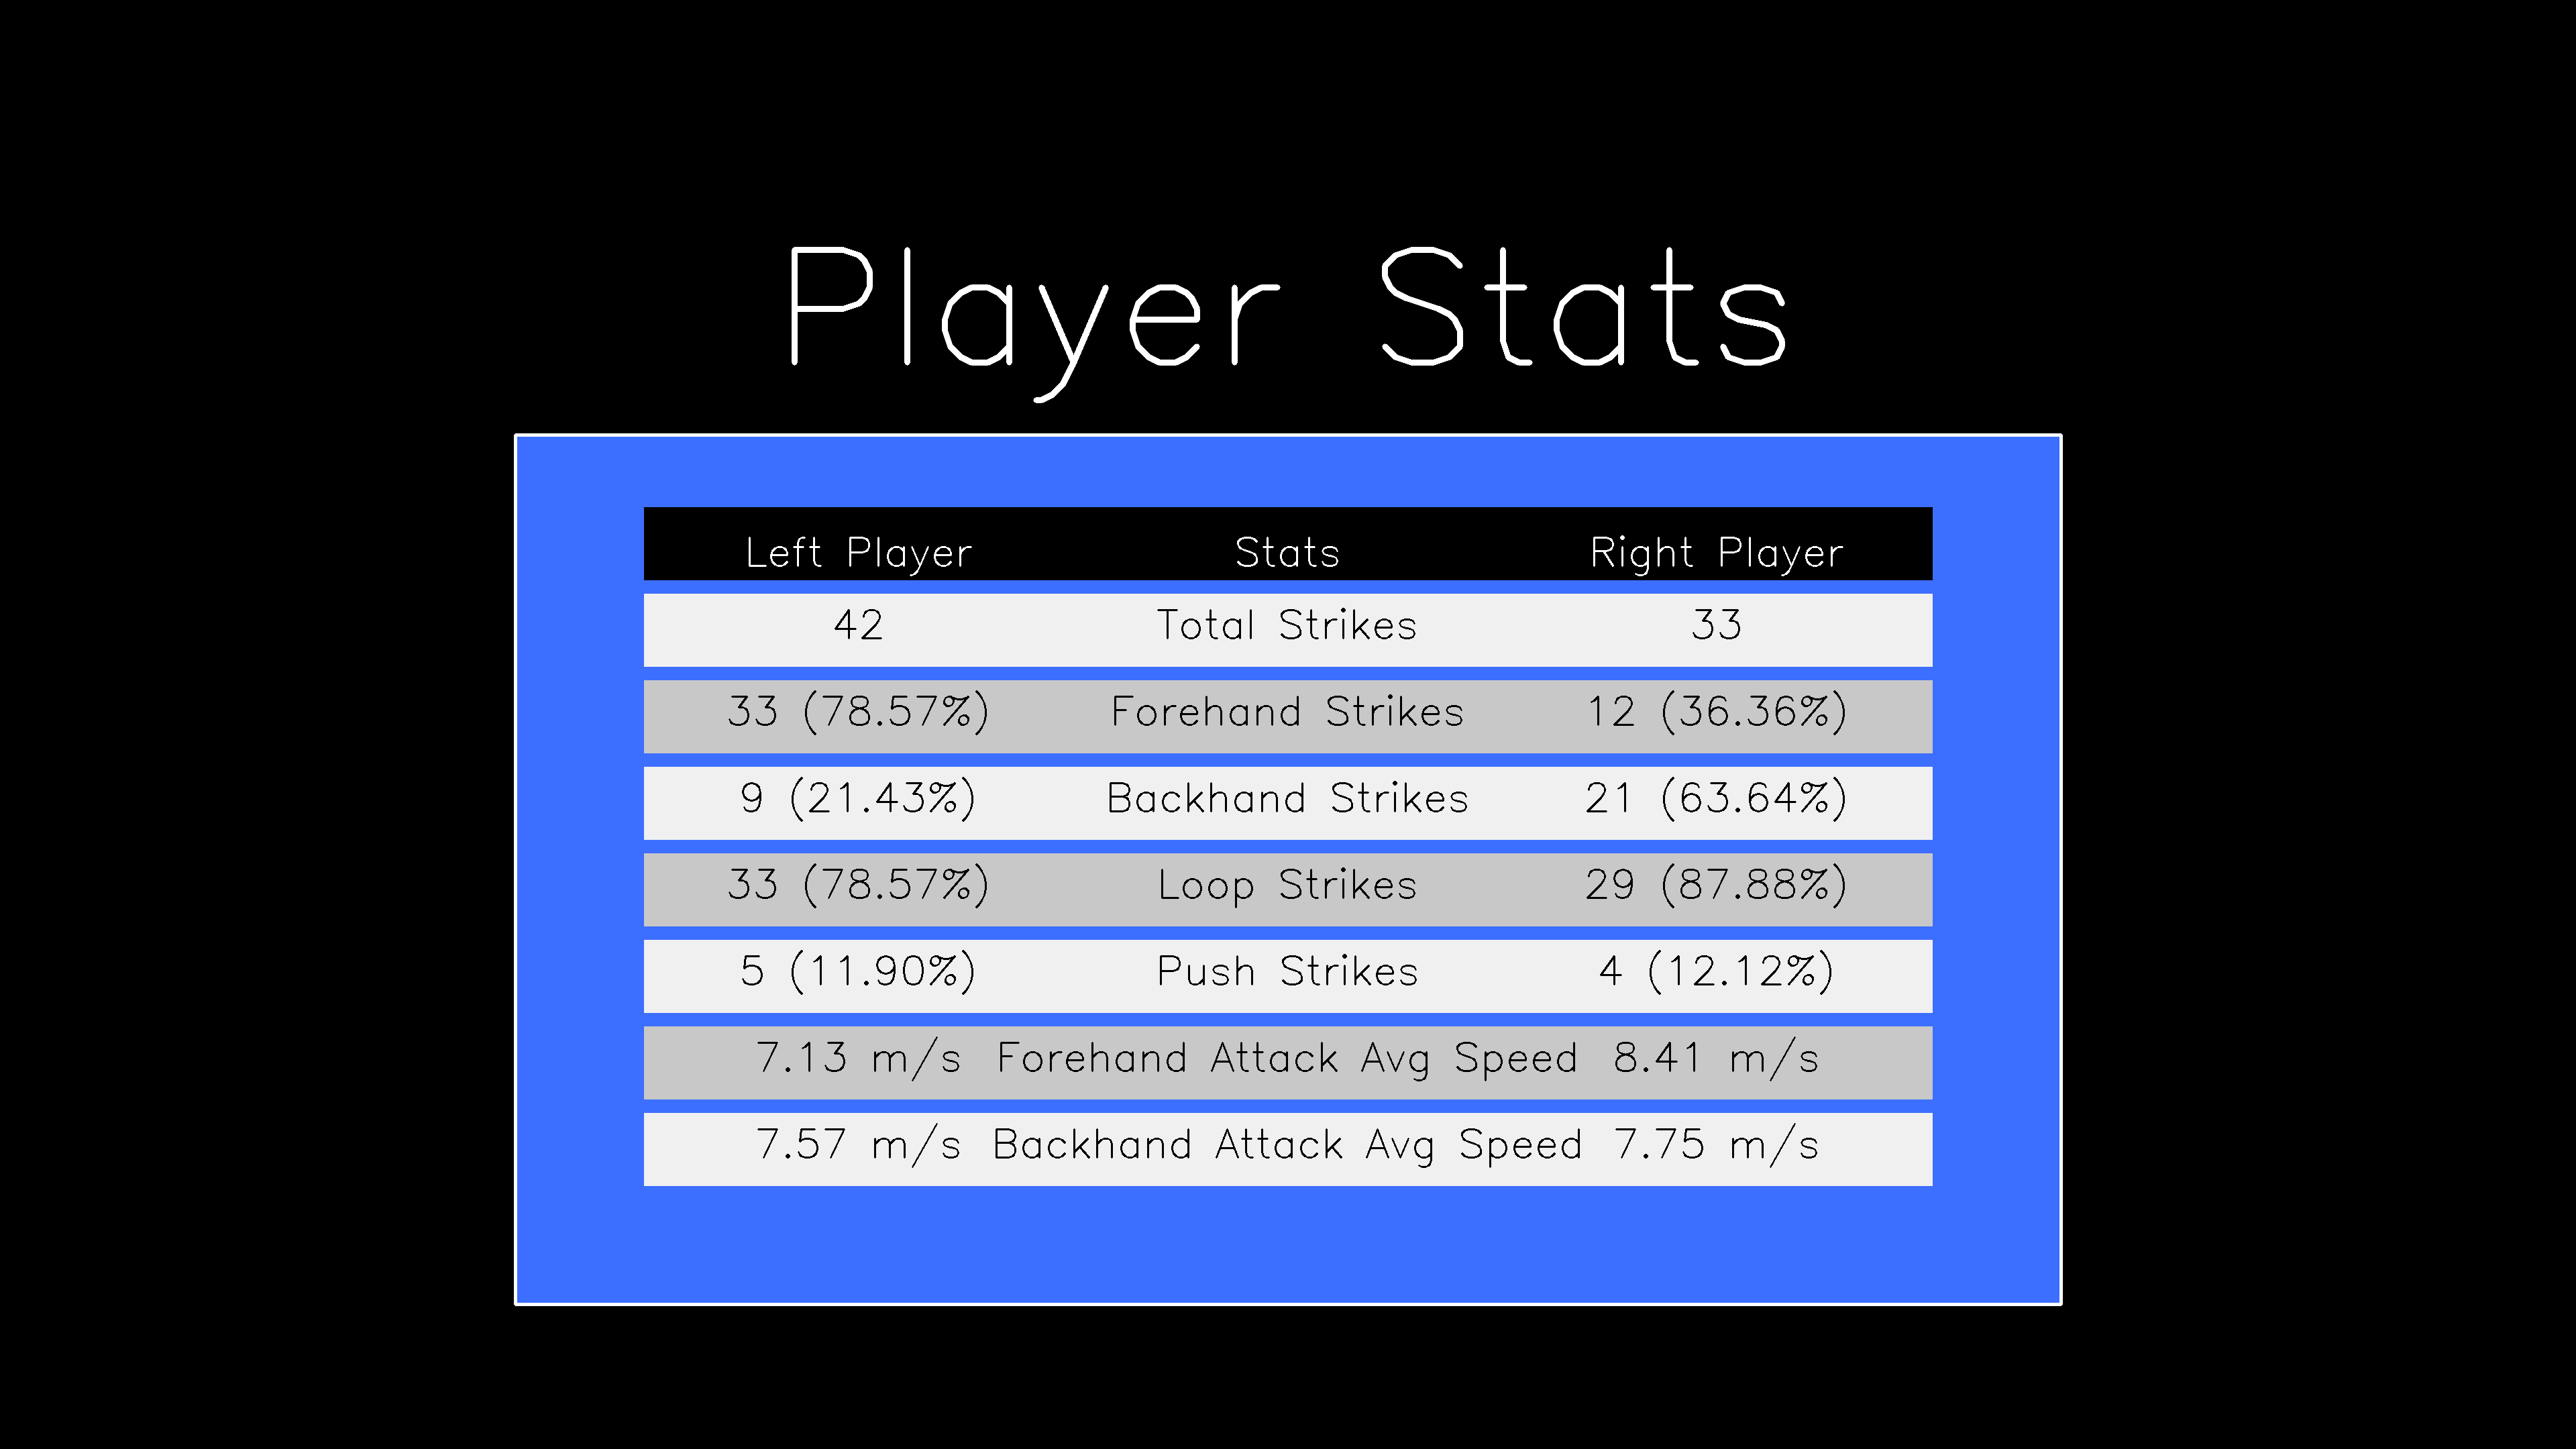 Player Stats
Left Player Stats Right Player
42 Total Strikes 33
33 (78.57%) Forehand Strikes 12 (36.36%)
9 (21.43%) Backhand Strikes 21 (63.64%)
33 (78.57%) Loop Strikes 29 (87.88%)
5 (11.90%) Push Strikes 4 (12.12%)
7.13 m/s Forehand Attack Avg Speed 8.41 m/s
7.57 m/s Backhand Attack Avg Speed 7.75 m/s